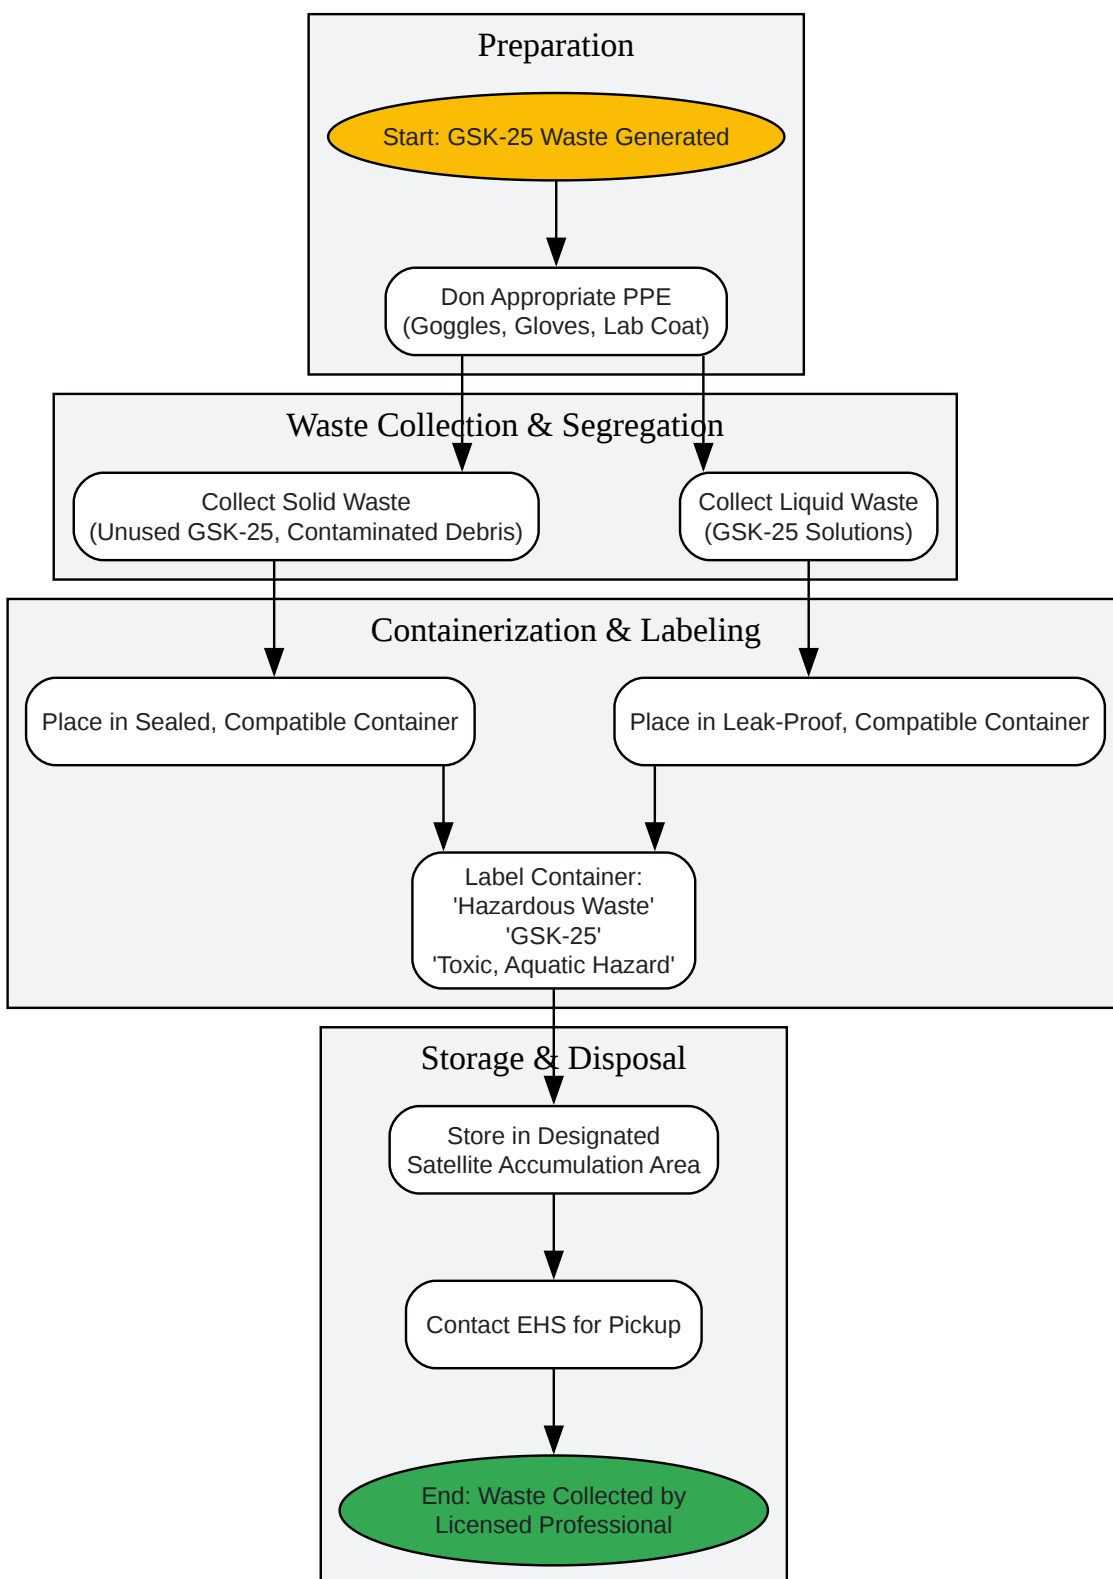 Preparation
Start: GSK-25 Waste Generated
Don Appropriate PPE
(Goggles, Gloves, Lab Coat)
Waste Collection & Segregation
Collect Solid Waste
(Unused GSK-25, Contaminated Debris)
Collect Liquid Waste
(GSK-25 Solutions)
Containerization & Labeling
Place in Sealed, Compatible Container
Place in Leak-Proof, Compatible Container
Label Container:
'Hazardous Waste'
'GSK-25'
'Toxic, Aquatic Hazard'
Storage & Disposal
Store in Designated
Satellite Accumulation Area
Contact EHS for Pickup
End: Waste Collected by
Licensed Professional